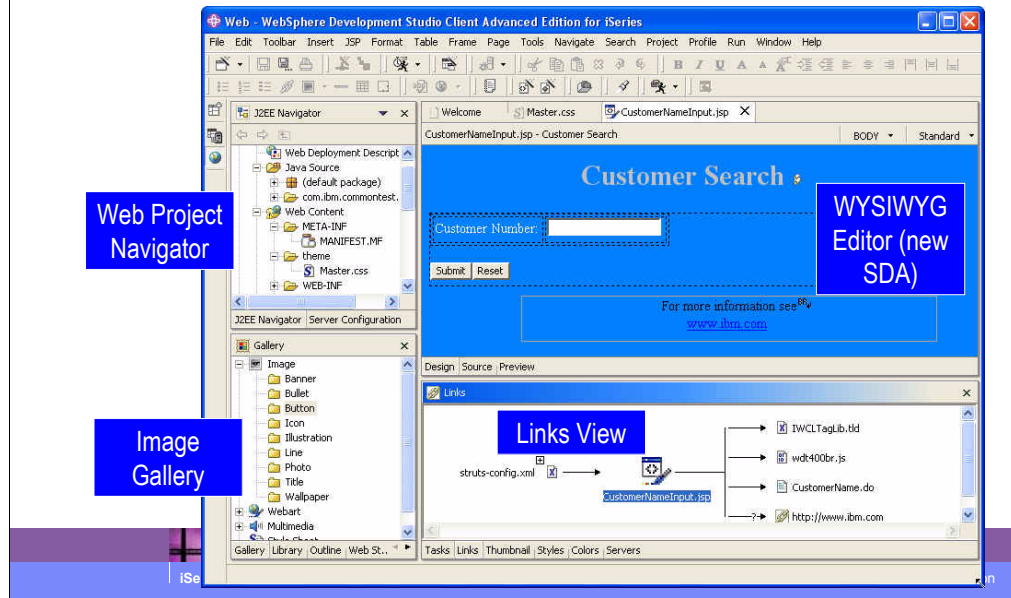 Web - WebSphere Development Studio Client Advanced Edition for iSeries
File Edit Toolbar Insert JSP Format Table Frame Page Tools Navigate Search Project Profile Run Window Help
J2EE Navigator
Web Deployment Descript
Java Source
(default package)
com.ibm.commontest.
Web Content
META-INF
MANIFEST.MF
theme
Master.css
WEB-INF
J2EE Navigator Server Configuration
Web Project
Navigator
Welcome Master.css CustomerNameInput.jsp
CustomerNameInput.jsp - Customer Search BODY Standard
Customer Search
Customer Number:
Submit Reset
For more information see
www.ibm.com
WYSIWYG
Editor (new
SDA)
Design Source Preview
Gallery
Image
Banner
Bullet
Button
Icon
Illustration
Line
Photo
Title
Wallpaper
Webart
Multimedia
Style Sheet
Gallery Library Outline Web St..
Image
Gallery
Links
Links View
struts-config.xml
CustomerNameInput.jsp
IWCLTagLib.tld
wdt400br.js
CustomerName.do
http://www.ibm.com
Tasks Links Thumbnail Styles Colors Servers
iSe